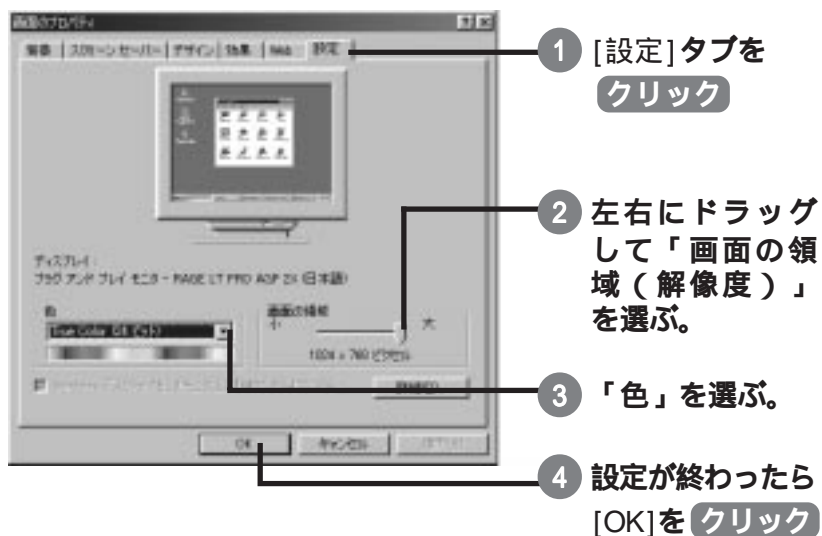 画面のプロパティ
背景 スクリーン セーバー デザイン 効果 Web 設定
ディスプレイ:
プラグ アンド プレイ モニタ - RAGE LT PRO AGP 2X (日本語)
色
画面の領域
小 大
1024 x 768 ピクセル
OK キャンセル
1 [設定]タブを
クリック
2 左右にドラッグ
して「画面の領
域(解像度)」
を選ぶ。
3 「色」を選ぶ。
4 設定が終わったら
[OK]を クリック